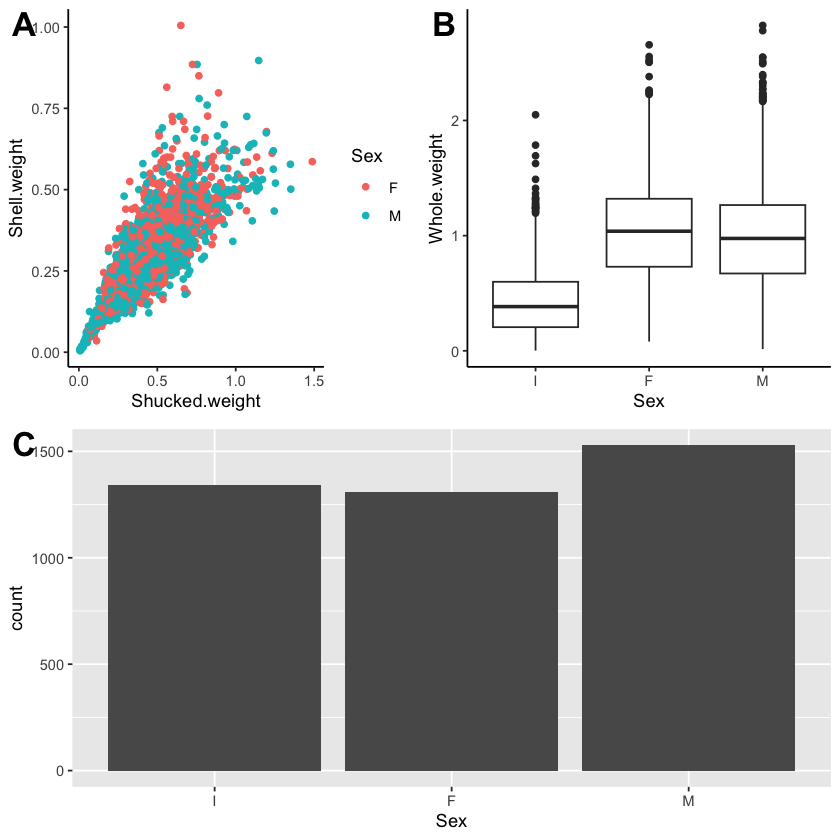 A
1.00
0.75
0.50
0.25
0.00
Shell.weight
0.0 0.5 1.0 1.5
Shucked.weight
Sex
F
M
B
2
1
0
Whole.weight
I F M
Sex
C
1500
1000
500
0
count
I F M
Sex